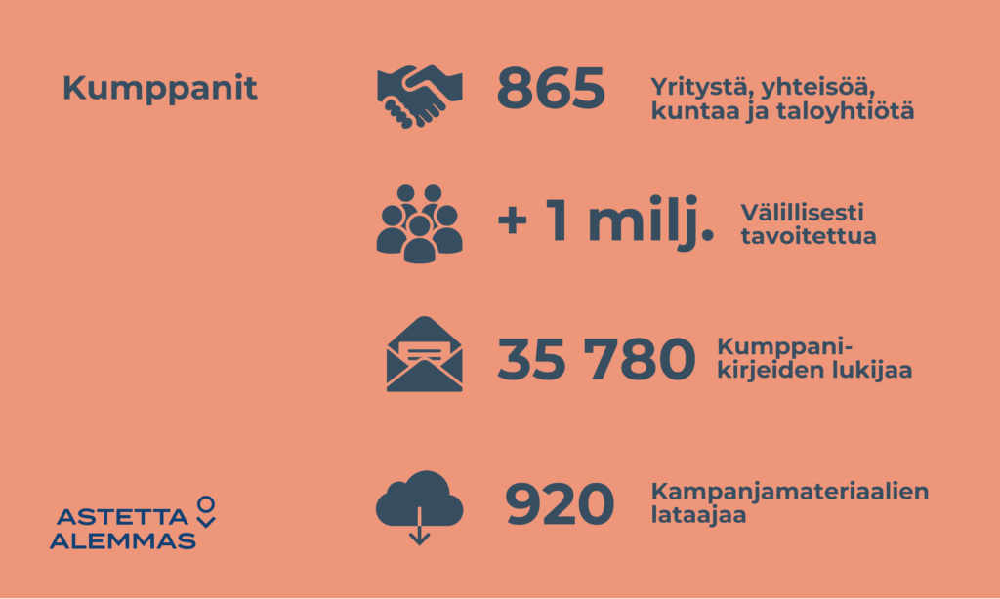 Kumppanit
865
Yritystä, yhteisöä,
kuntaa ja taloyhtiötä
+ 1 milj.
Välillisesti
tavoitettua
35 780
Kumppani-
kirjeiden lukijaa
920
Kampanjamateriaalien
lataajaa
ASTETTA
ALEMMAS